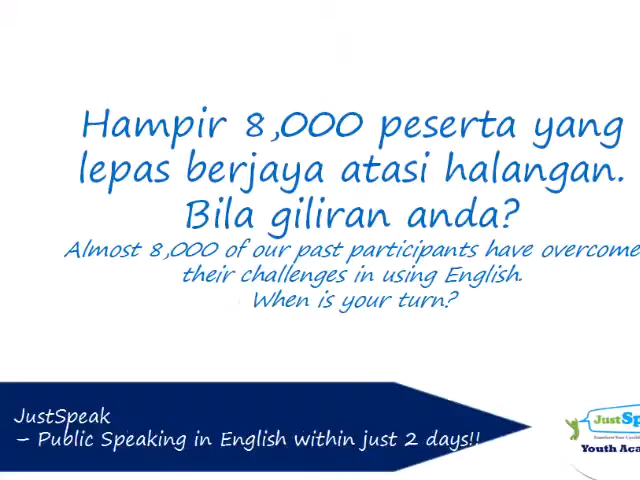 Hampir 8,000 peserta yang
lepas berjaya atasi halangan.
Bila giliran anda?
Almost 8,000 of our past participants have overcome
their challenges in using English.
When is your turn?
JustSpeak
– Public Speaking in English within just 2 days!!
JustSp
Youth Aca